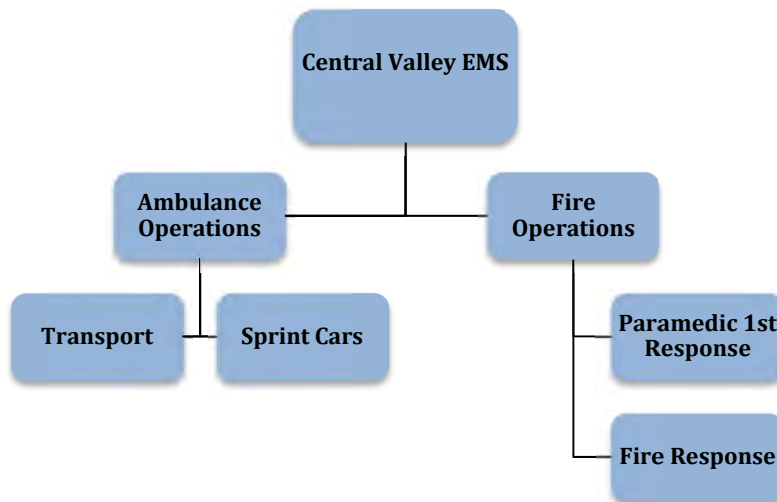 Central Valley EMS
Ambulance
Operations
Fire
Operations
Transport
Sprint Cars
Paramedic 1st
Response
Fire Response